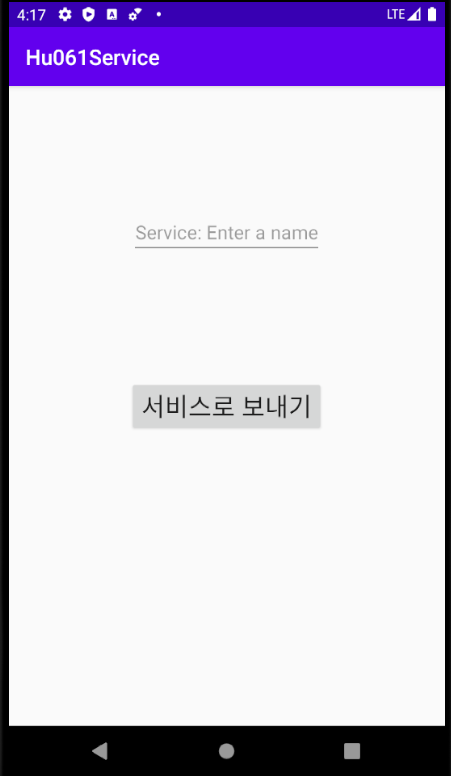 4:17 LTE
Hu061Service
Service: Enter a name
서비스로 보내기